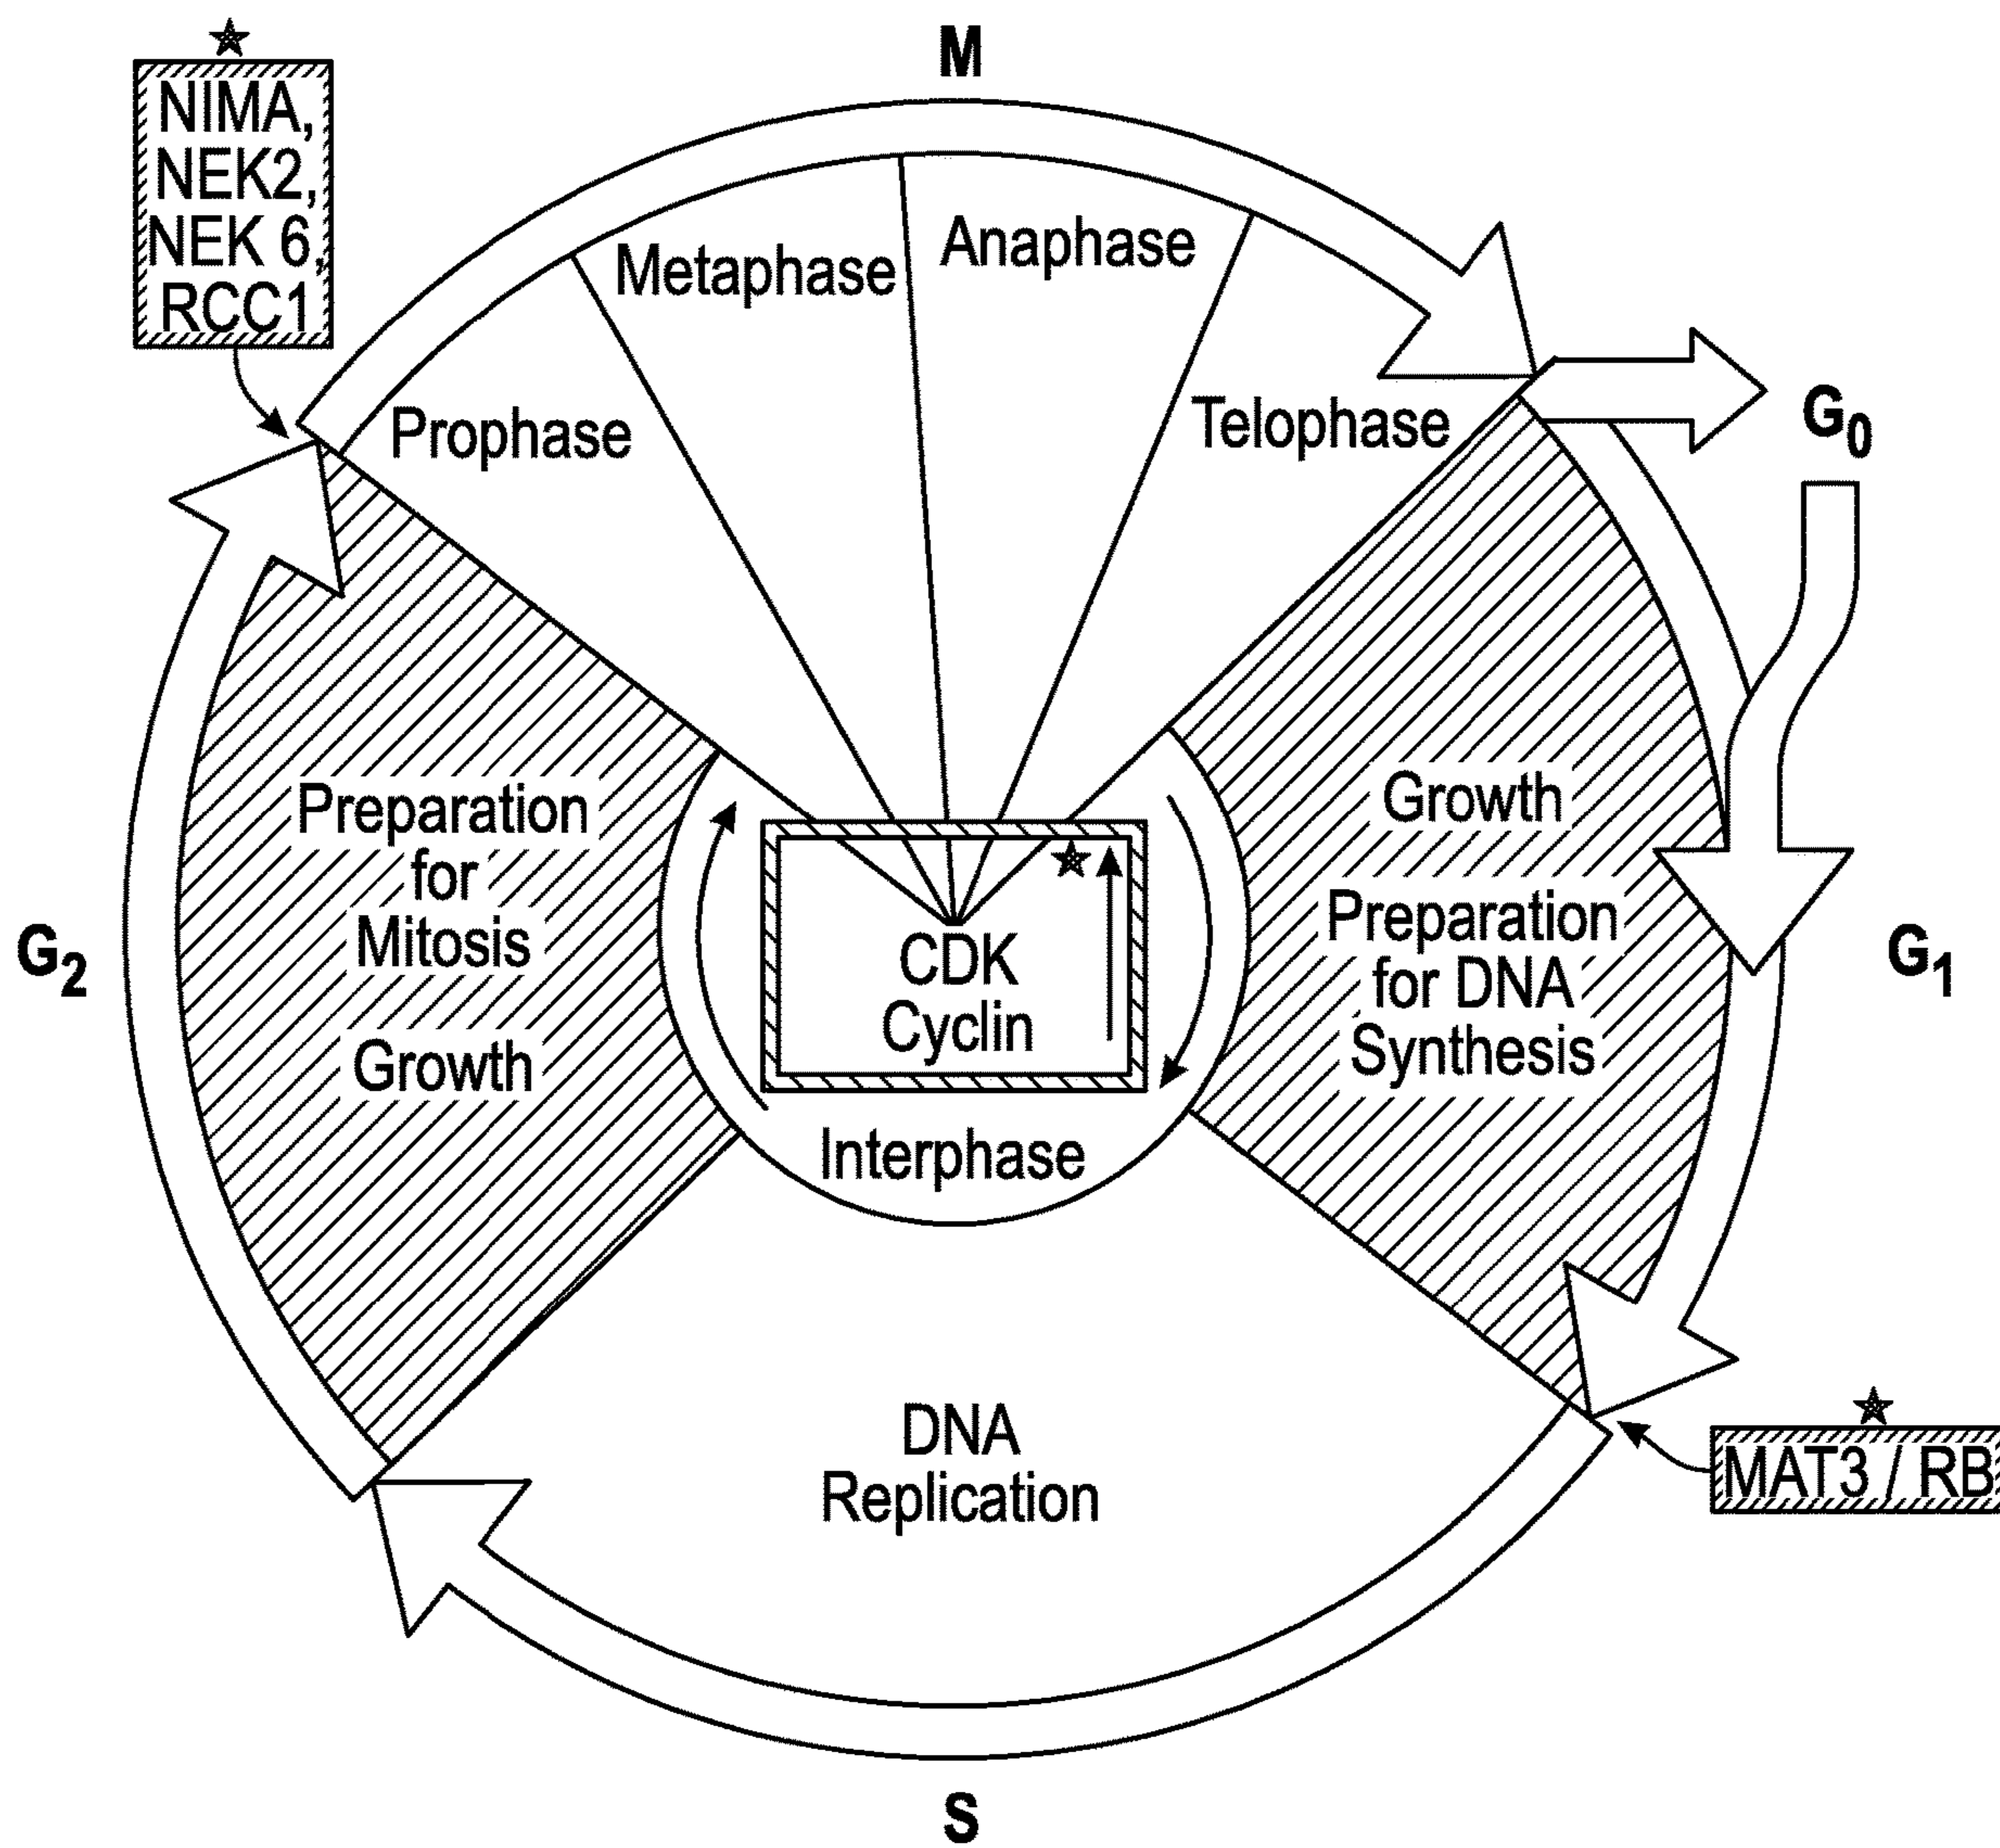 M
NIMA,
NEK2,
NEK 6,
RCC1
Metaphase
Anaphase
Prophase
Telophase
G0
Preparation
for
Mitosis
Growth
Growth
Preparation
for DNA
Synthesis
CDK
Cyclin
Interphase
G2
G1
DNA
Replication
MAT3 / RB
S